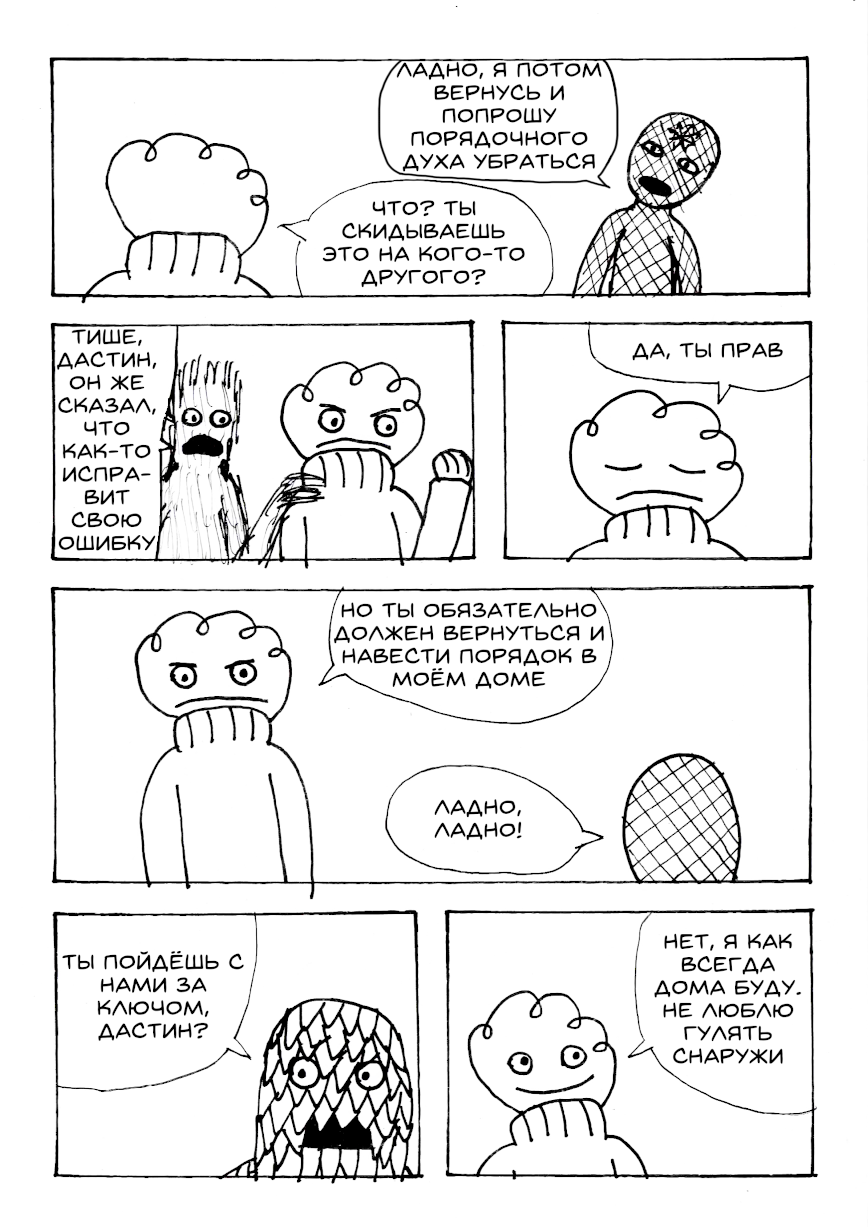 ЛАДНО, Я ПОТОМ
ВЕРНУСЬ И
ПОПРОШУ
ПОРЯДОЧНОГО
ДУХА УБРАТЬСЯ
ЧТО? ТЫ
СКИДЫВАЕШЬ
ЭТО НА КОГО-ТО
ДРУГОГО?
ТИШЕ,
ДАСТИН,
ОН ЖЕ
СКАЗАЛ,
ЧТО
КАК-ТО
ИСПРА-
ВИТ
СВОЮ
ОШИБКУ
ДА, ТЫ ПРАВ
НО ТЫ ОБЯЗАТЕЛЬНО
ДОЛЖЕН ВЕРНУТЬСЯ И
НАВЕСТИ ПОРЯДОК В
МОЁМ ДОМЕ
ЛАДНО,
ЛАДНО!
ТЫ ПОЙДЁШЬ С
НАМИ ЗА
КЛЮЧОМ,
ДАСТИН?
НЕТ, Я КАК
ВСЕГДА
ДОМА БУДУ.
НЕ ЛЮБЛЮ
ГУЛЯТЬ
СНАРУЖИ